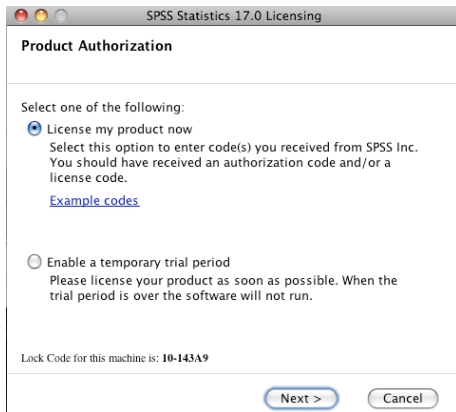 SPSS Statistics 17.0 Licensing
Product Authorization
Select one of the following:
License my product now
Select this option to enter code(s) you received from SPSS Inc.
You should have received an authorization code and/or a
license code.
Example codes
Enable a temporary trial period
Please license your product as soon as possible. When the
trial period is over the software will not run.
Lock Code for this machine is: 10-143A9
Next >
Cancel